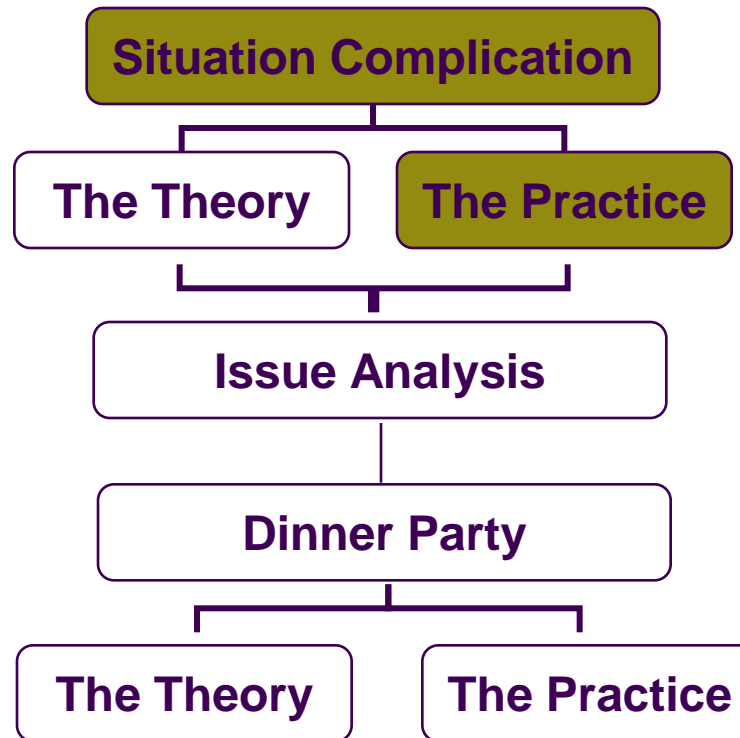 Situation Complication
The Theory
The Practice
Issue Analysis
Dinner Party
The Theory
The Practice